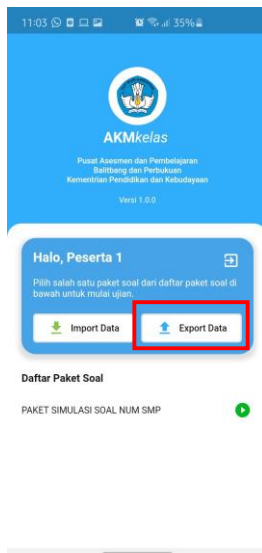 11:03 35%
AKMkelas
Pusat Asesmen dan Pembelajaran
Balitbang dan Perbukuan
Kementrian Pendidikan dan Kebudayaan
Versi 1.0.0
Halo, Peserta 1
Pilih salah satu paket soal dari daftar paket soal di
bawah untuk mulai ujian.
Import Data Export Data
Daftar Paket Soal
PAKET SIMULASI SOAL NUM SMP